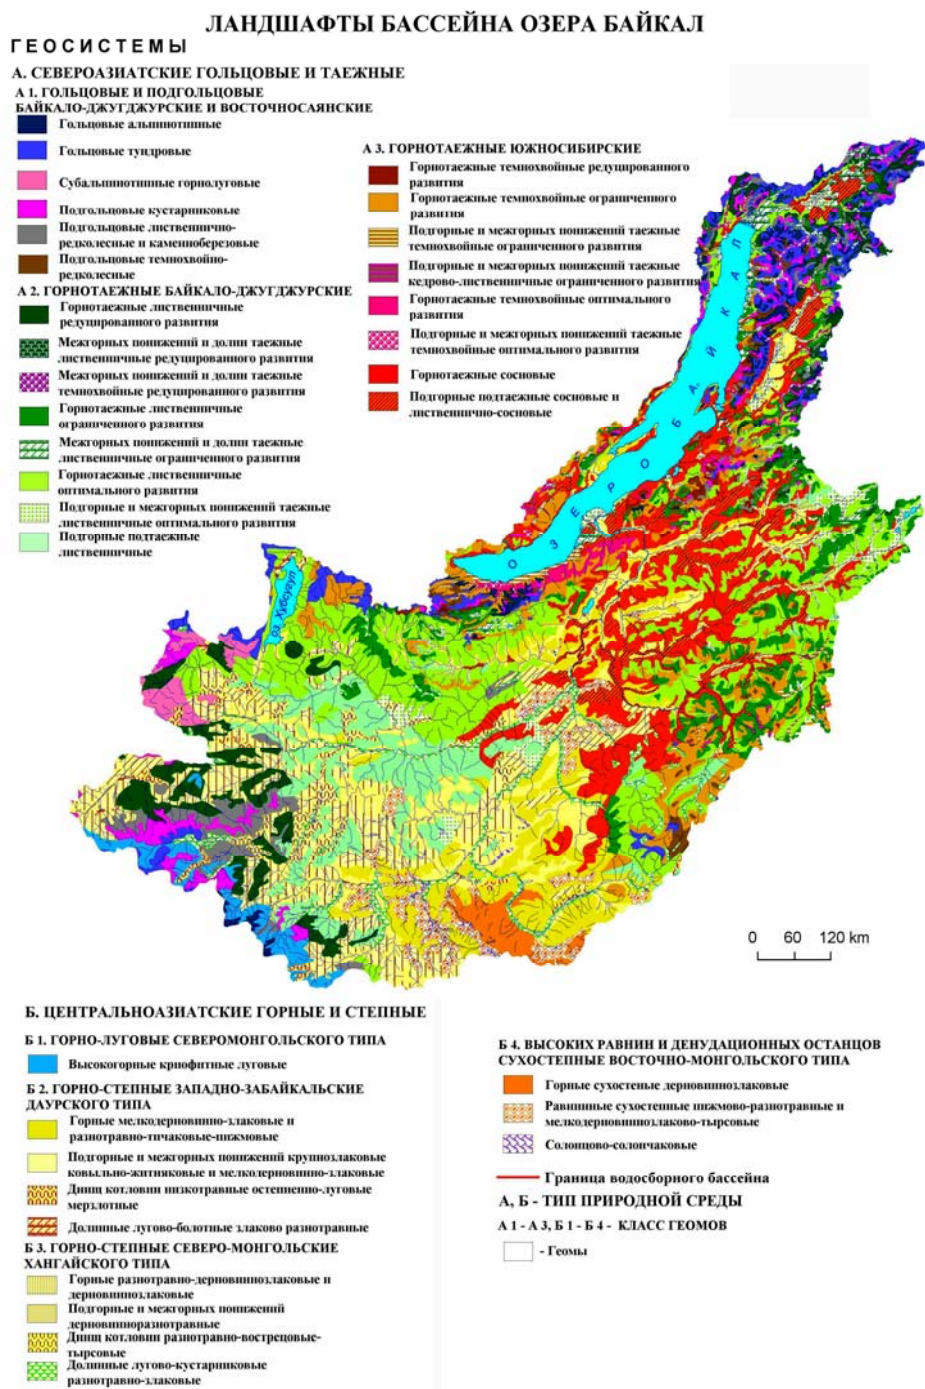 ЛАНДШАФТЫ БАССЕЙНА ОЗЕРА БАЙКАЛ
ГЕОСИСТЕМЫ
А. СЕВЕРОАЗИАТСКИЕ ГОЛЬЦОВЫЕ И ТАЕЖНЫЕ
А 1. ГОЛЬЦОВЫЕ И ПОДГОЛЬЦОВЫЕ
БАЙКАЛО-ДЖУГДЖУРСКИЕ И ВОСТОЧНОСАЯНСКИЕ
Гольцовые альпинотипные
Гольцовые тундровые
Субальпинотипные горнолуговые
Подгольцовые кустарниковые
Подгольцовые лиственнично-
редколесные и каменноберезовые
Подгольцовые темнохвойно-
редколесные
А 2. ГОРНОТАЕЖНЫЕ БАЙКАЛО-ДЖУГДЖУРСКИЕ
Горнотаежные лиственничные
редуцированного развития
Межгорных понижений и долин таежные
лиственничные редуцированного развития
Межгорных понижений и долин таежные
темнохвойные редуцированного развития
Горнотаежные лиственничные
ограниченного развития
Межгорных понижений и долин таежные
лиственничные ограниченного развития
Горнотаежные лиственничные
оптимального развития
Подгорные и межгорных понижений таежные
лиственничные оптимального развития
Подгорные подтаежные
лиственничные
А 3. ГОРНОТАЕЖНЫЕ ЮЖНОСИБИРСКИЕ
Горнотаежные темнохвойные редуцированного
развития
Горнотаежные темнохвойные ограниченного
развития
Подгорные и межгорных понижений таежные
темнохвойные ограниченного развития
Подгорные и межгорных понижений таежные
кедрово-лиственничные ограниченного развития
Горнотаежные темнохвойные оптимального
развития
Подгорные и межгорных понижений таежные
темнохвойные оптимального развития
Горнотаежные сосновые
Подгорные подтаежные сосновые и
лиственнично-сосновые
ОЗЕРО БАЙКАЛ
оз. Хубсугул
0 60 120 km
Б. ЦЕНТРАЛЬНОАЗИАТСКИЕ ГОРНЫЕ И СТЕПНЫЕ
Б 1. ГОРНО-ЛУГОВЫЕ СЕВЕРОМОНГОЛЬСКОГО ТИПА
Высокогорные криофитные луговые
Б 2. ГОРНО-СТЕПНЫЕ ЗАПАДНО-ЗАБАЙКАЛЬСКИЕ
ДАУРСКОГО ТИПА
Горные мелкодерновинно-злаковые и
разнотравно-типчаковые-пижмовые
Подгорные и межгорных понижений крупнозлаковые
ковыльно-житняковые и мелкодерновинно-злаковые
Днищ котловин низкотравные остепненно-луговые
мерзлотные
Долинные лугово-болотные злаково разнотравные
Б 3. ГОРНО-СТЕПНЫЕ СЕВЕРО-МОНГОЛЬСКИЕ
ХАНГАЙСКОГО ТИПА
Горные разнотравно-дерновиннозлаковые и
дерновиннозлаковые
Подгорные и межгорных понижений
дерновинноразнотравные
Днищ котловин разнотравно-вострецовые-
тырсовые
Долинные лугово-кустарниковые
разнотравно-злаковые
Б 4. ВЫСОКИХ РАВНИН И ДЕНУДАЦИОННЫХ ОСТАНЦОВ
СУХОСТЕПНЫЕ ВОСТОЧНО-МОНГОЛЬСКОГО ТИПА
Горные сухостеные дерновиннозлаковые
Равнинные сухостеные пижмово-разнотравные и
мелкодерновиннозлаково-тырсовые
Солонцово-солончаковые
Граница водосборного бассейна
А, Б - ТИП ПРИРОДНОЙ СРЕДЫ
А 1 - А 3, Б 1 - Б 4 - КЛАСС ГЕОМОВ
- Геомы